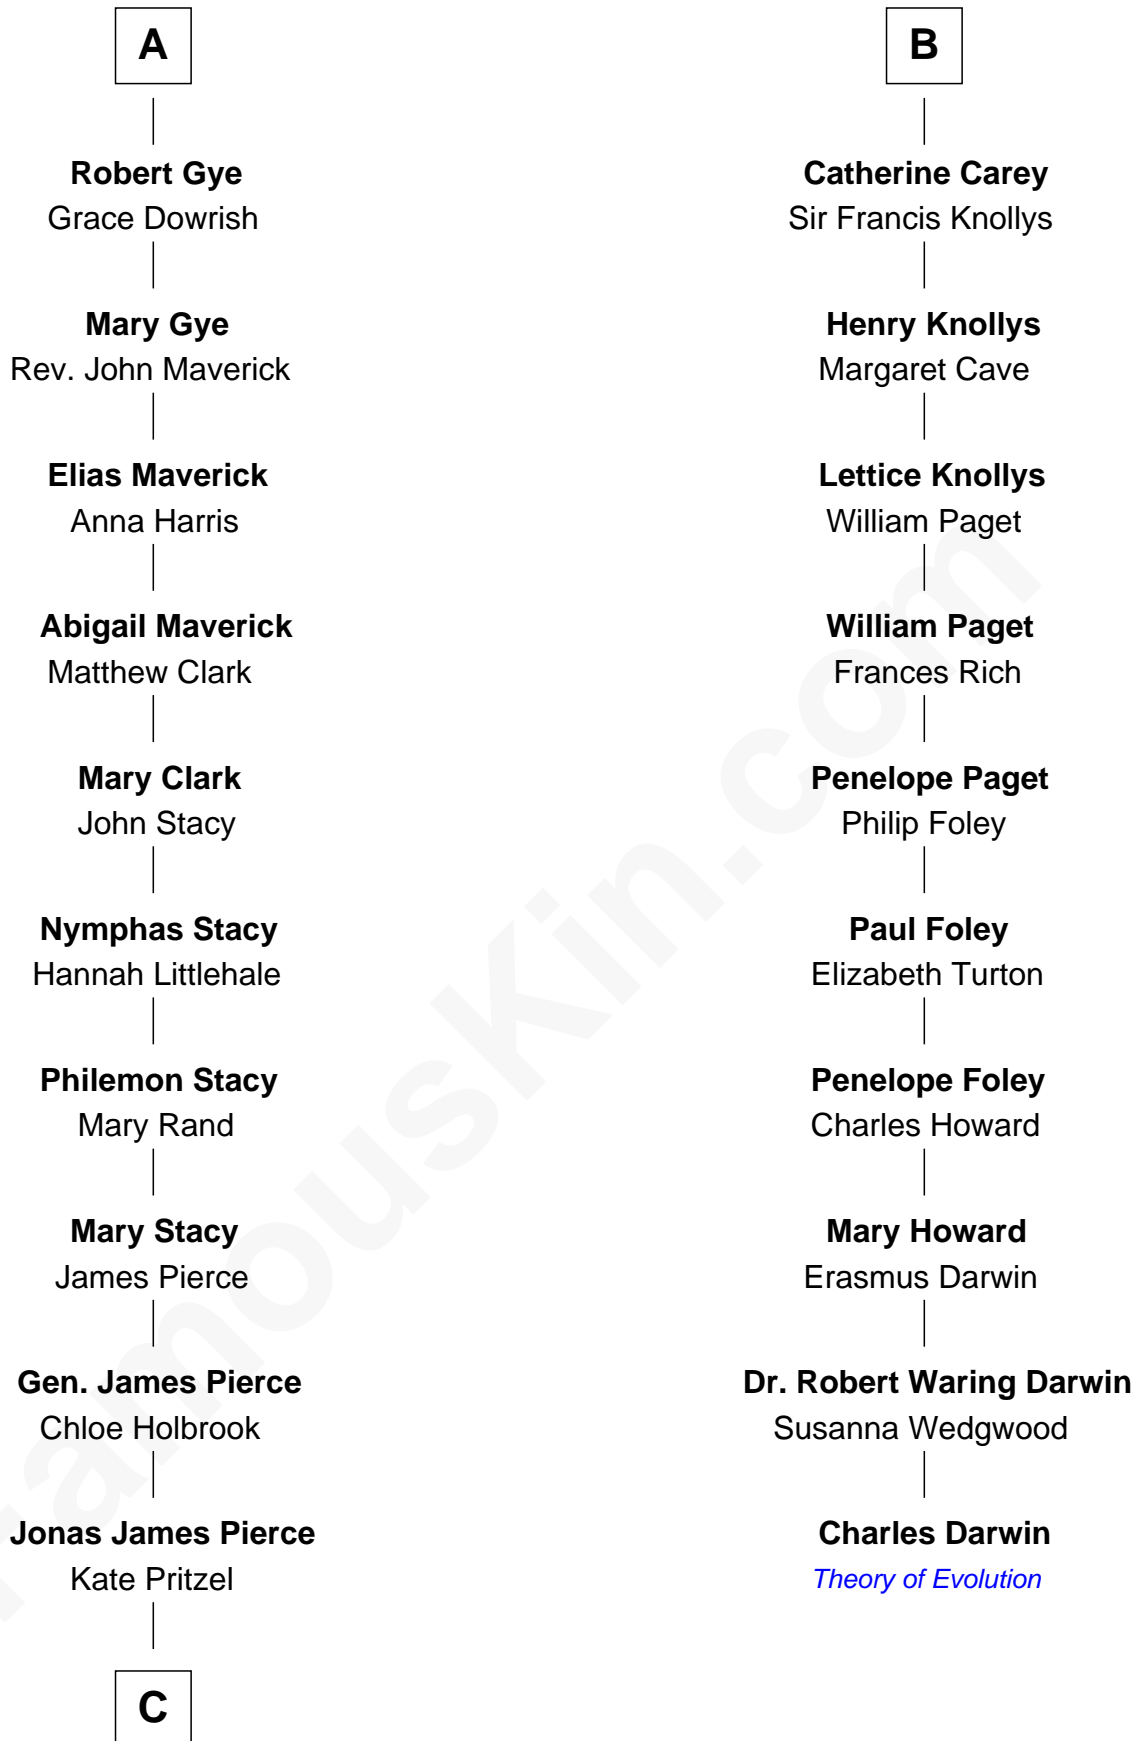 A
B
Robert Gye
Grace Dowrish
Catherine Carey
Sir Francis Knollys
Mary Gye
Rev. John Maverick
Henry Knollys
Margaret Cave
Elias Maverick
Anna Harris
Lettice Knollys
William Paget
Abigail Maverick
Matthew Clark
William Paget
Frances Rich
Mary Clark
John Stacy
Penelope Paget
Philip Foley
Nymphas Stacy
Hannah Littlehale
Paul Foley
Elizabeth Turton
Philemon Stacy
Mary Rand
Penelope Foley
Charles Howard
Mary Stacy
James Pierce
Mary Howard
Erasmus Darwin
Gen. James Pierce
Chloe Holbrook
Dr. Robert Waring Darwin
Susanna Wedgwood
Jonas James Pierce
Kate Pritzel
Charles Darwin
Theory of Evolution
C
FamousKin.com